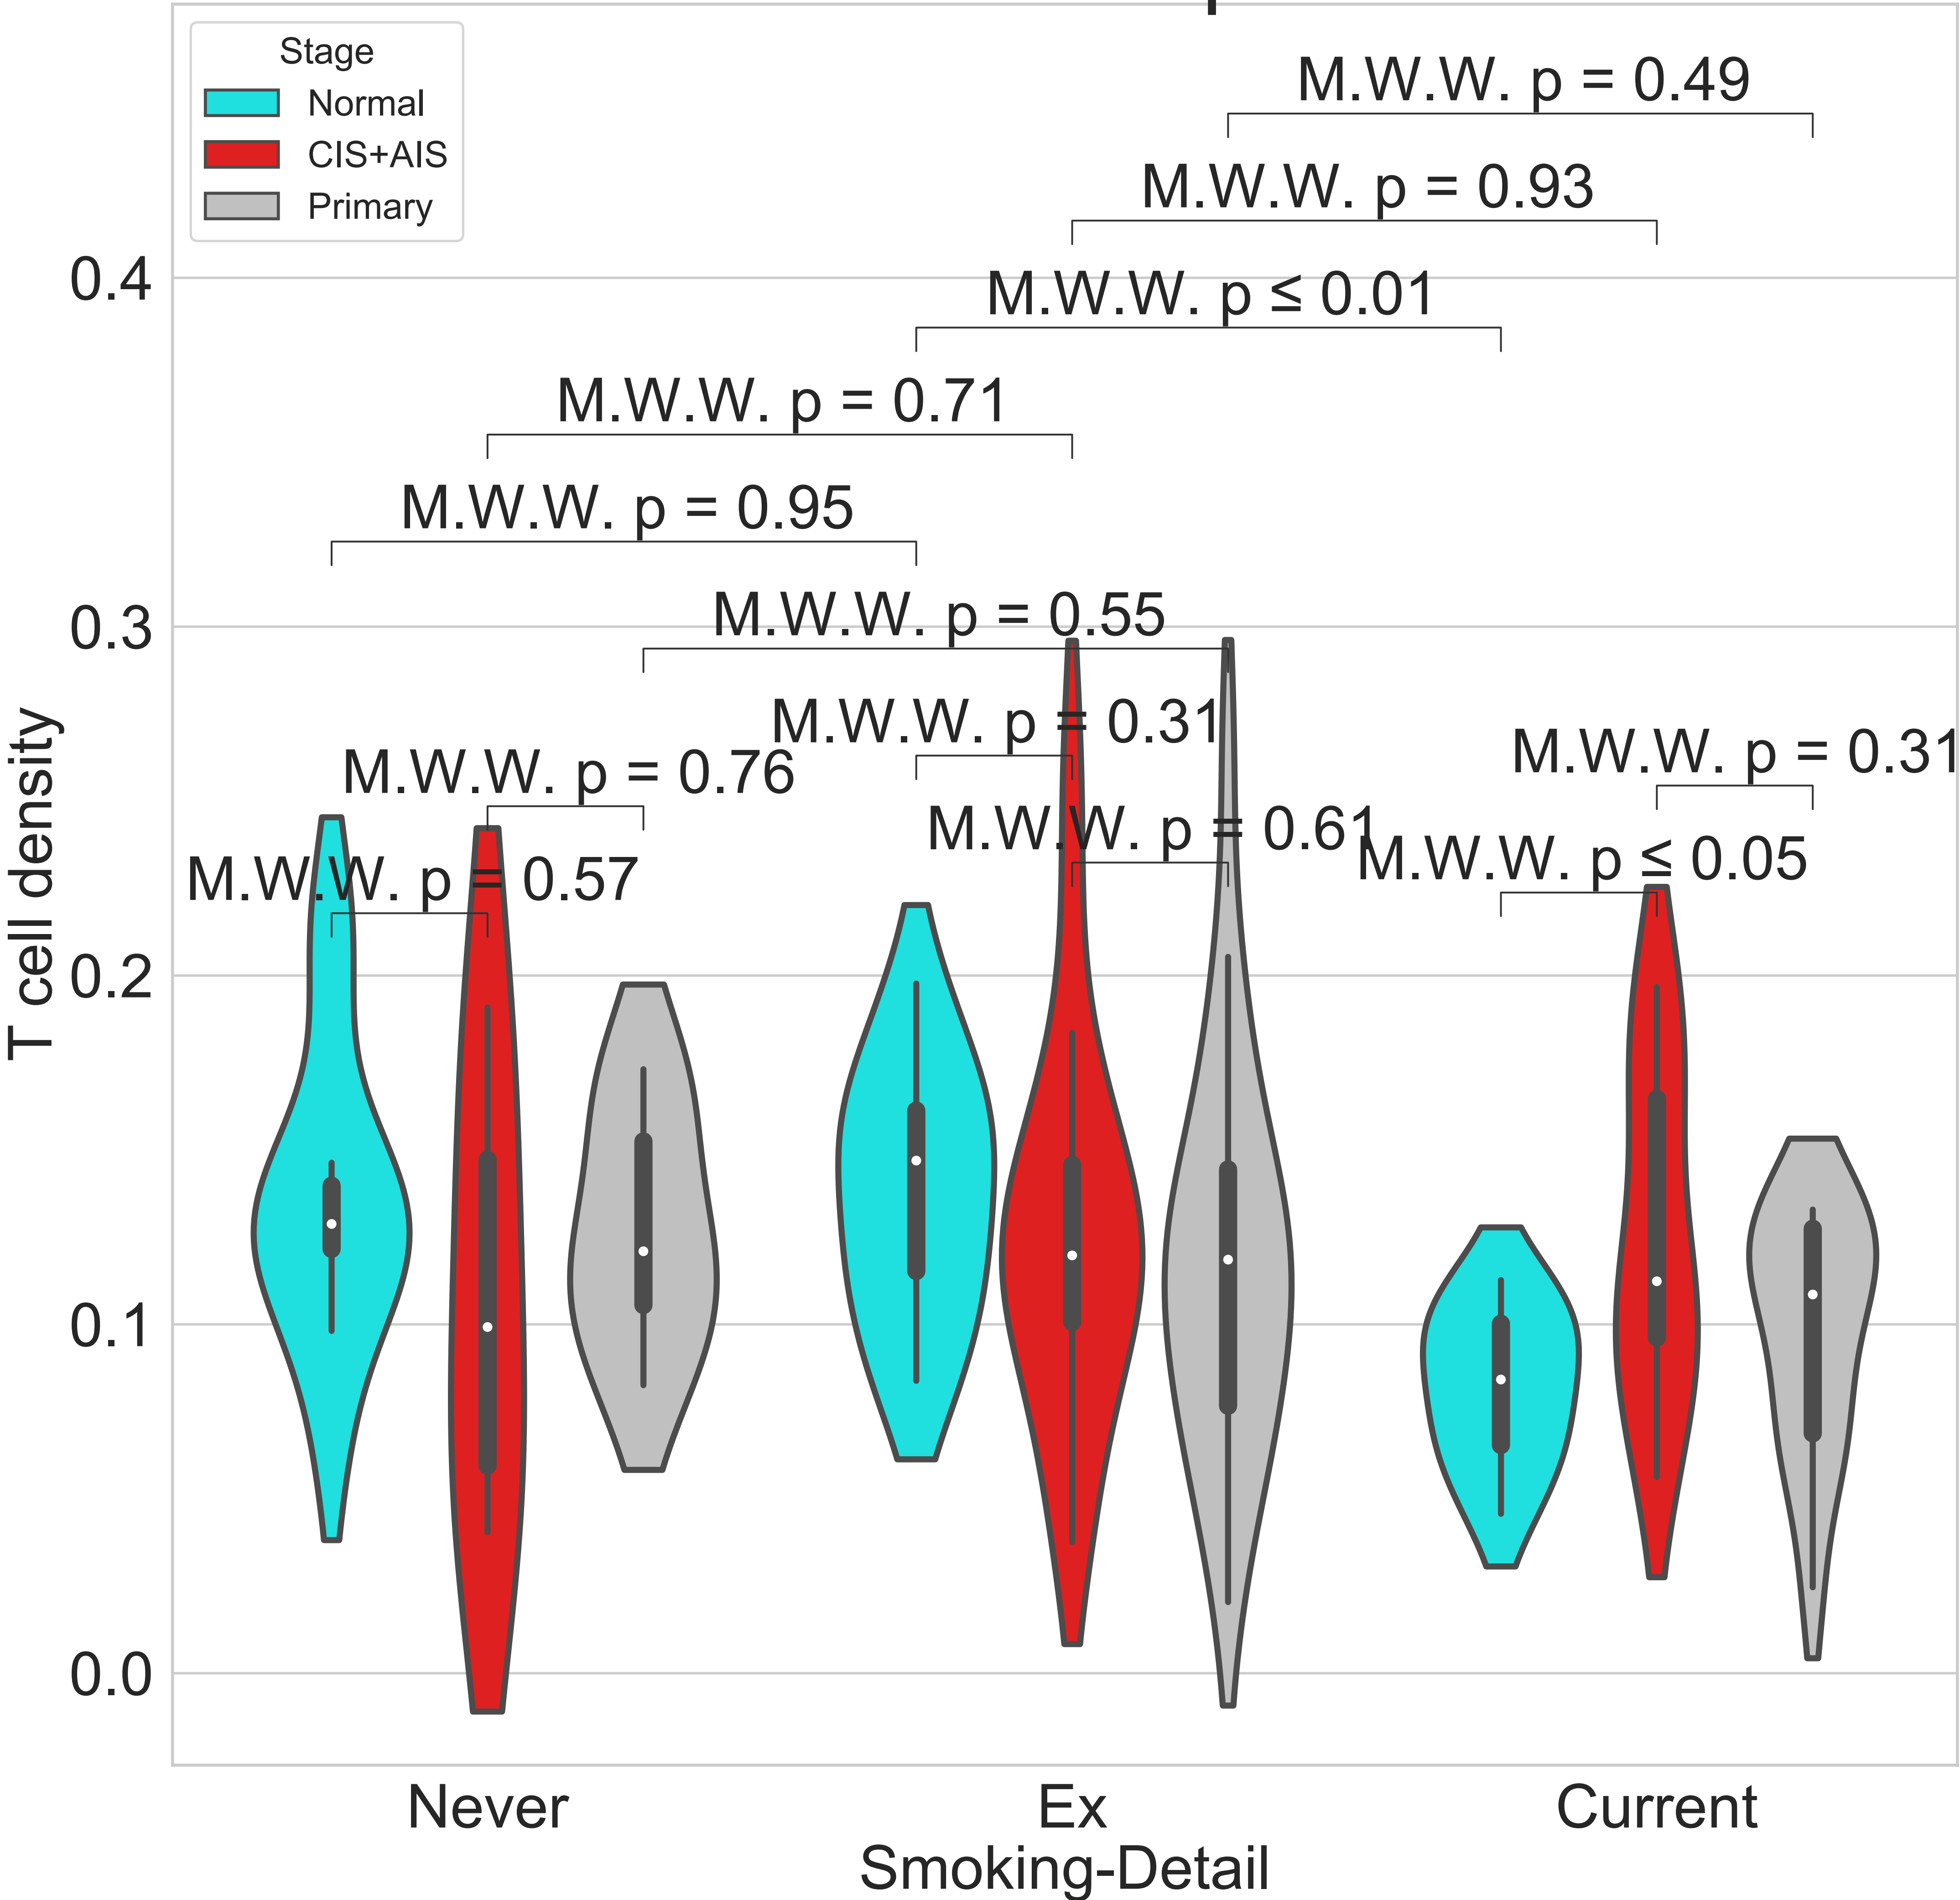 Stage
Normal
CIS+AIS
Primary
M.W.W. p = 0.49
M.W.W. p = 0.93
M.W.W. p ≤ 0.01
M.W.W. p = 0.71
M.W.W. p = 0.95
M.W.W. p = 0.55
M.W.W. p = 0.31
M.W.W. p = 0.31
M.W.W. p = 0.76
M.W.W. p = 0.61
M.W.W. p ≤ 0.05
M.W.W. p = 0.57
0.4
0.3
0.2
0.1
0.0
T cell density
Never
Ex
Current
Smoking-Detail